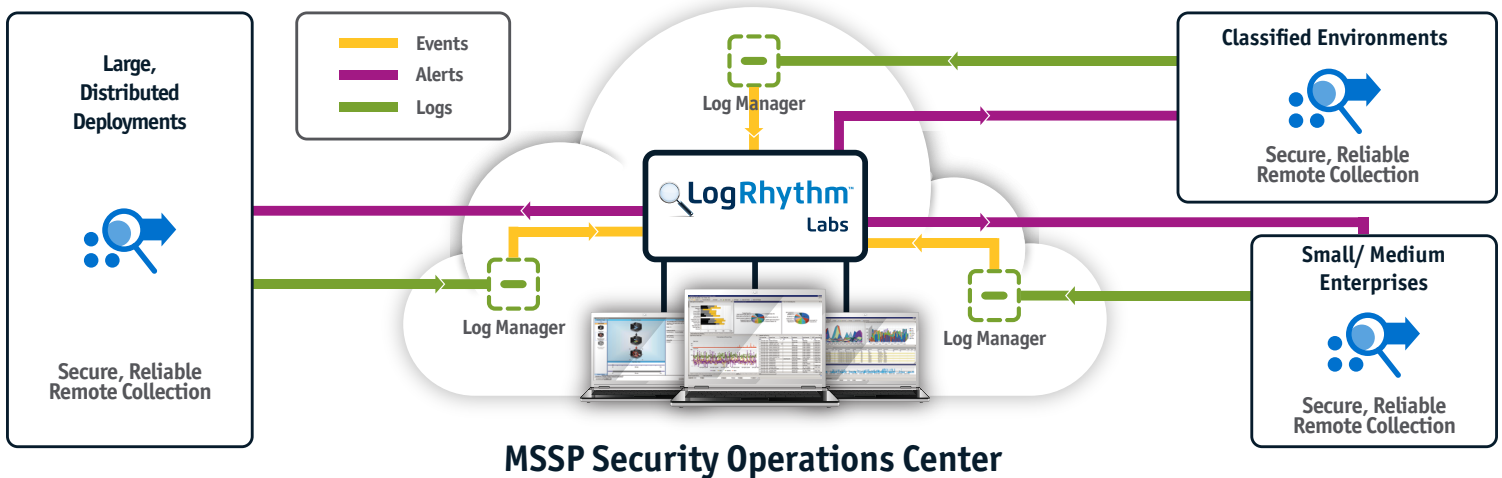 Large,
Distributed
Deployments
Secure, Reliable
Remote Collection
Events
Alerts
Logs
Log Manager
LogRhythm™
Labs
Log Manager
Log Manager
Classified Environments
Secure, Reliable
Remote Collection
Small/ Medium
Enterprises
Secure, Reliable
Remote Collection
MSSP Security Operations Center